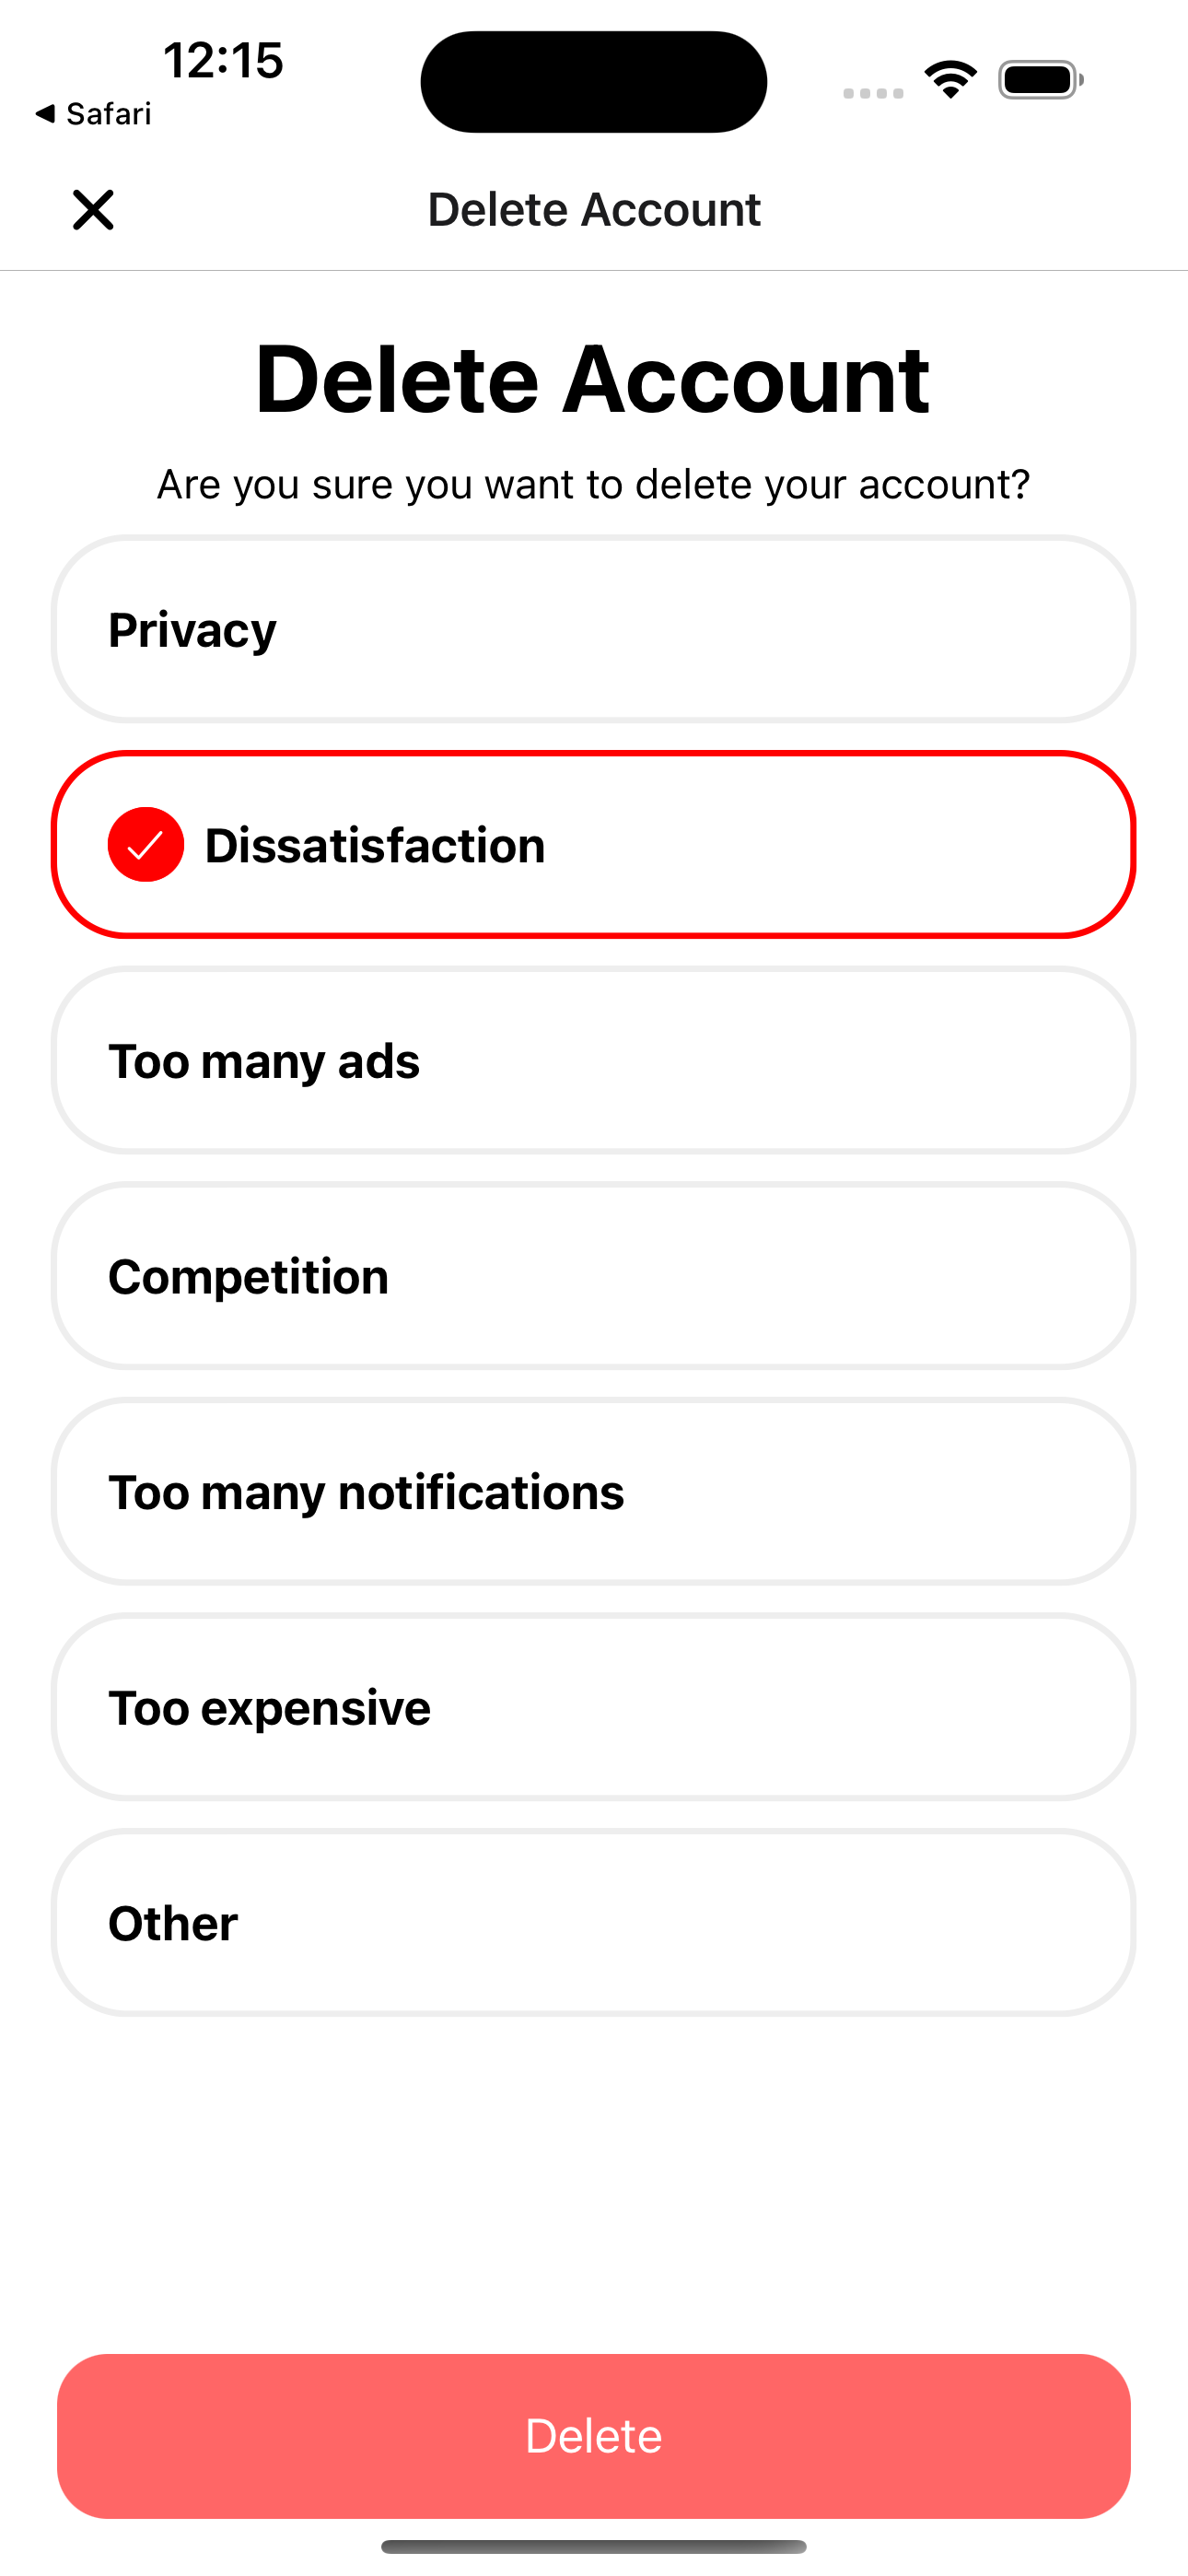 12:15
Safari
Delete Account
Delete Account
Are you sure you want to delete your account?
Privacy
Dissatisfaction
Too many ads
Competition
Too many notifications
Too expensive
Other
Delete